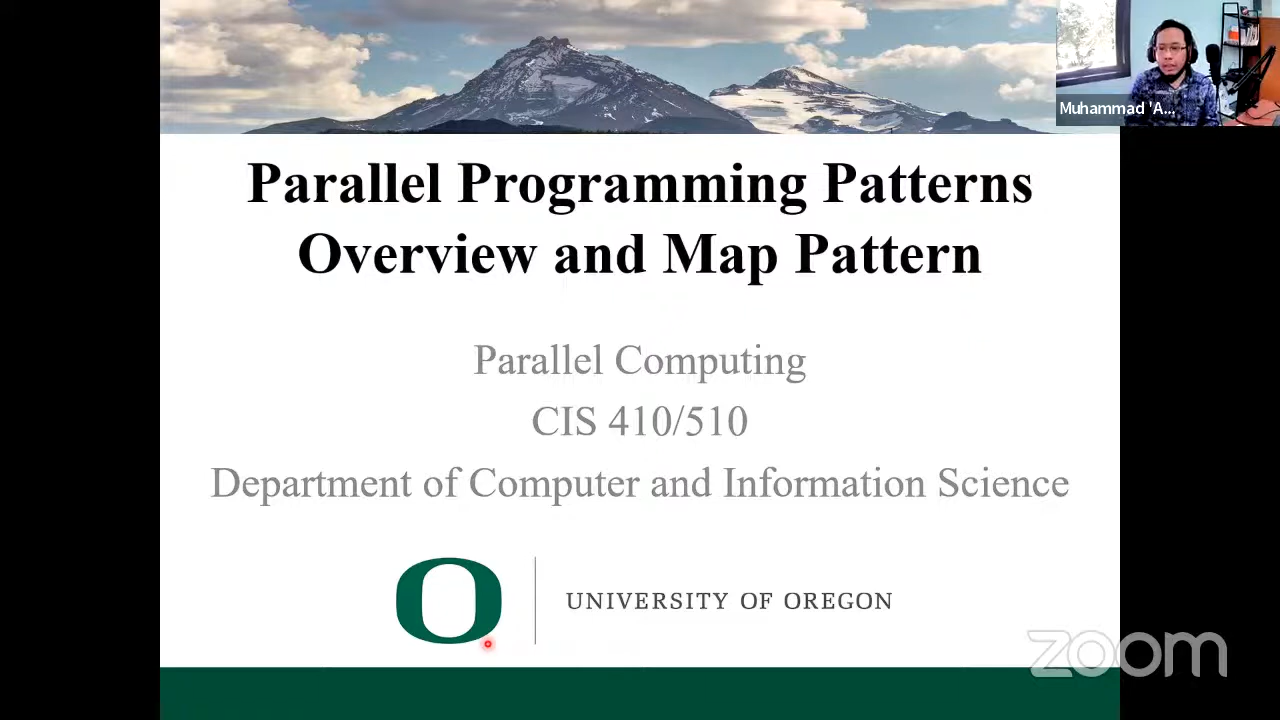 Muhammad 'A...
Parallel Programming Patterns
Overview and Map Pattern
Parallel Computing
CIS 410/510
Department of Computer and Information Science
O
UNIVERSITY OF OREGON
zoom